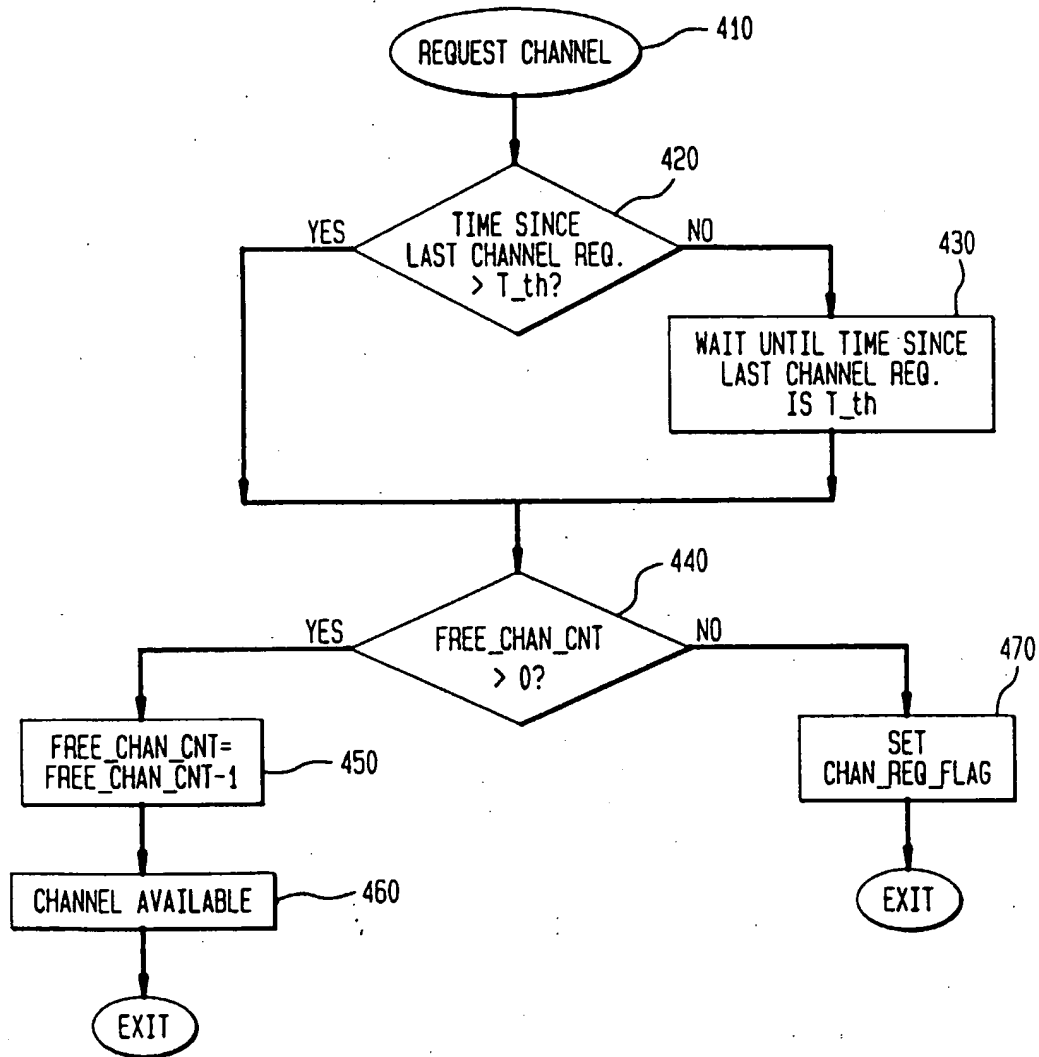 REQUEST CHANNEL
410
420
YES
TIME SINCE
LAST CHANNEL REQ.
> T_th?
NO
430
WAIT UNTIL TIME SINCE
LAST CHANNEL REQ.
IS T_th
440
YES
FREE_CHAN_CNT
> 0?
NO
470
FREE_CHAN_CNT=
FREE_CHAN_CNT-1
450
SET
CHAN_REQ_FLAG
CHANNEL AVAILABLE
460
EXIT
EXIT